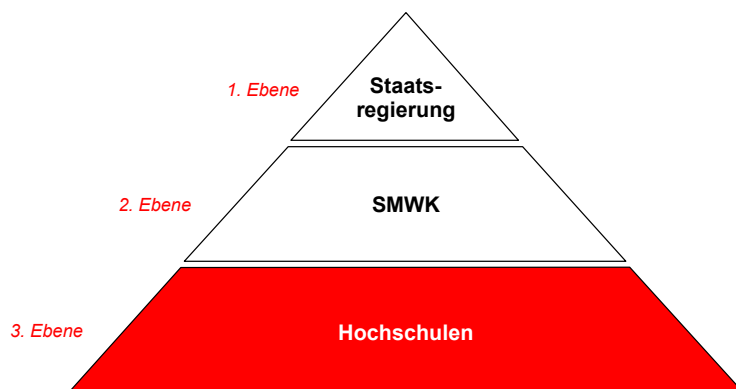 1. Ebene
Staats-
regierung
2. Ebene
SMWK
3. Ebene
Hochschulen